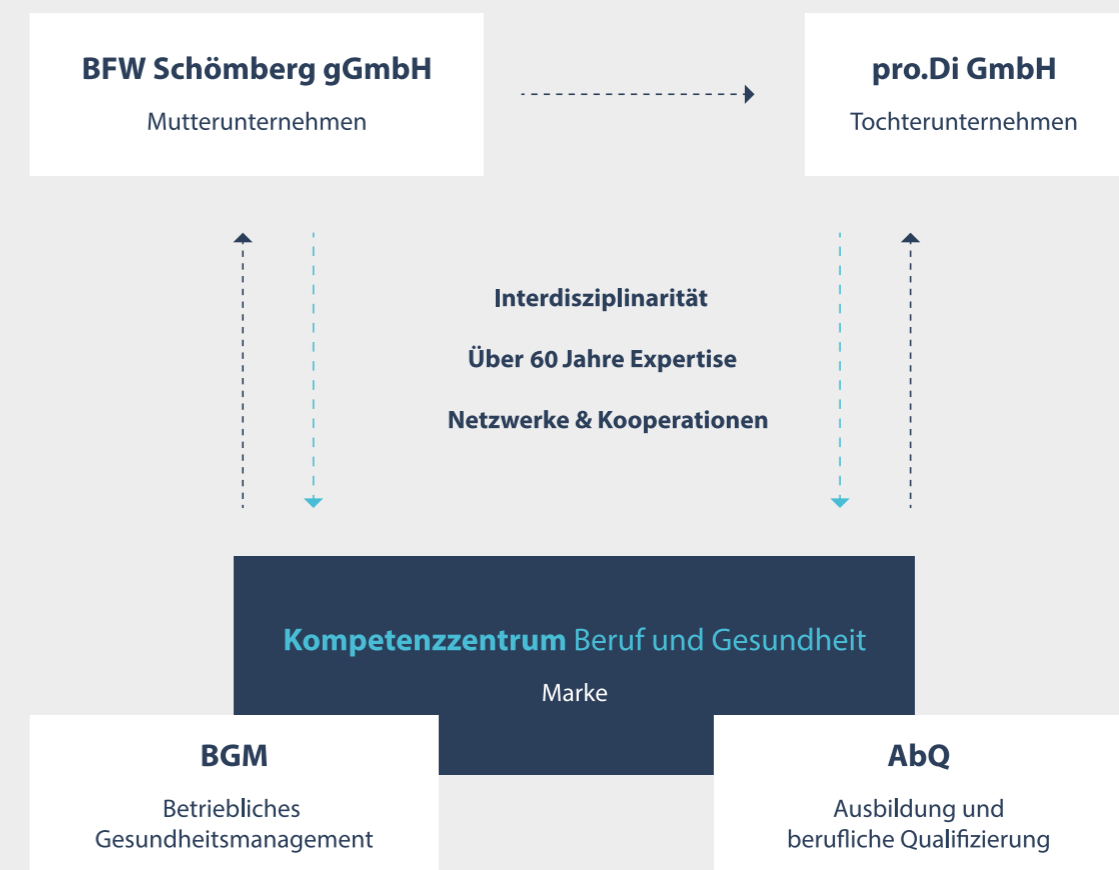 BFW Schömberg gGmbH
Mutterunternehmen
pro.Di GmbH
Tochterunternehmen
Interdisziplinarität
Über 60 Jahre Expertise
Netzwerke & Kooperationen
Kompetenzzentrum Beruf und Gesundheit
Marke
BGM
Betriebliches
Gesundheitsmanagement
AbQ
Ausbildung und
berufliche Qualifizierung